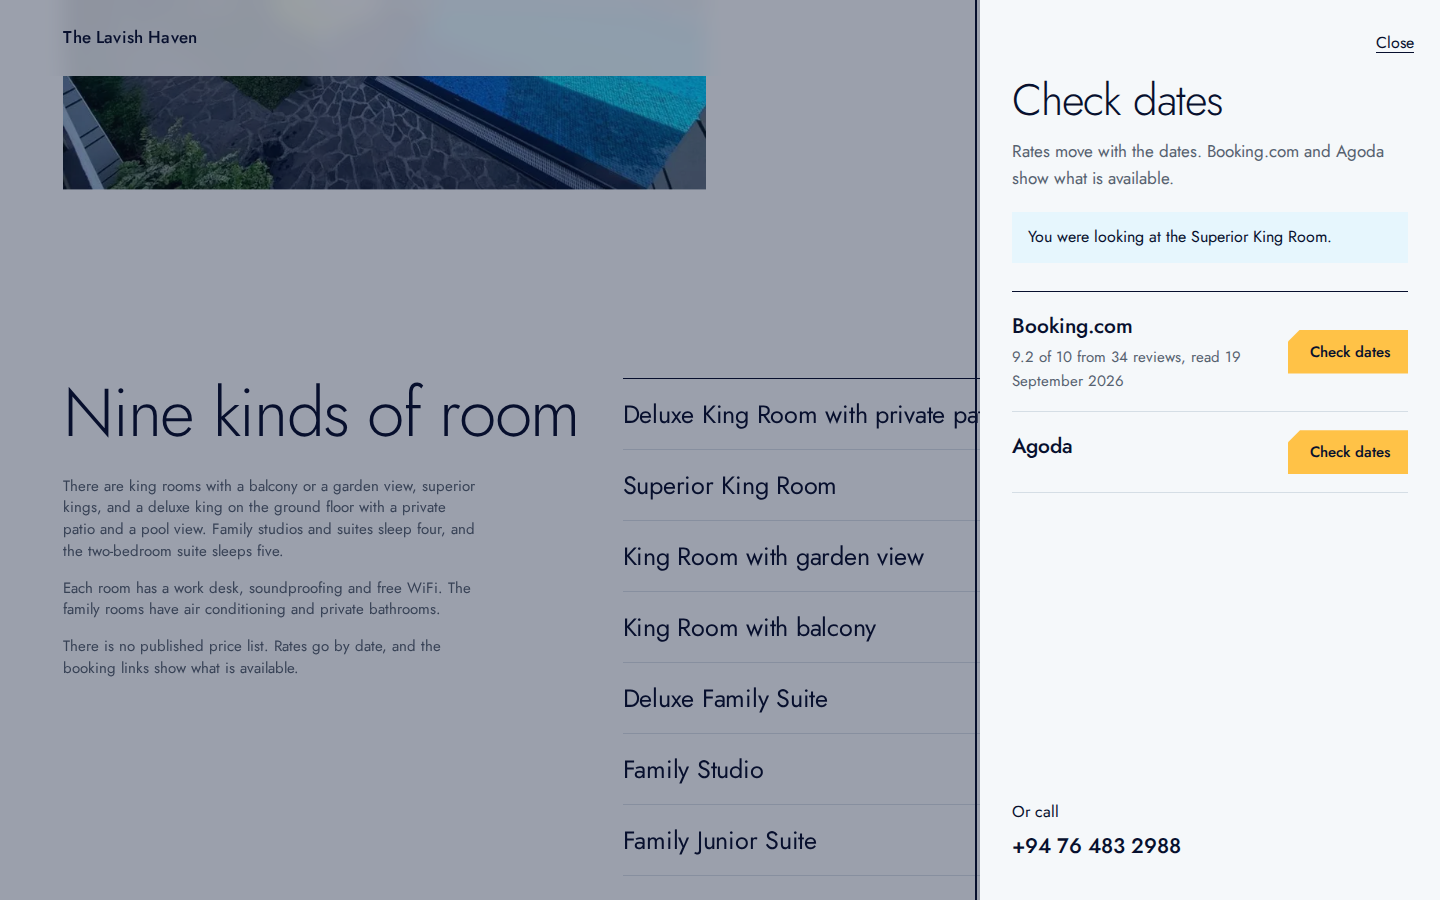 The Lavish Haven
Nine kinds of room
There are king rooms with a balcony or a garden view, superior
kings, and a deluxe king on the ground floor with a private
patio and a pool view. Family studios and suites sleep four, and
the two-bedroom suite sleeps five.
Each room has a work desk, soundproofing and free WiFi. The
family rooms have air conditioning and private bathrooms.
There is no published price list. Rates go by date, and the
booking links show what is available.
Deluxe King Room with private pa
Superior King Room
King Room with garden view
King Room with balcony
Deluxe Family Suite
Family Studio
Family Junior Suite
Close
Check dates
Rates move with the dates. Booking.com and Agoda
show what is available.
You were looking at the Superior King Room.
Booking.com
9.2 of 10 from 34 reviews, read 19
September 2026
Check dates
Agoda
Check dates
Or call
+94 76 483 2988